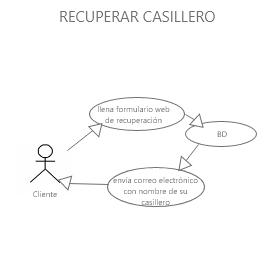 RECUPERAR CASILLERO
llena formulario web
de recuperación
BD
envía correo electrónico
con nombre de su
casillero
Cliente